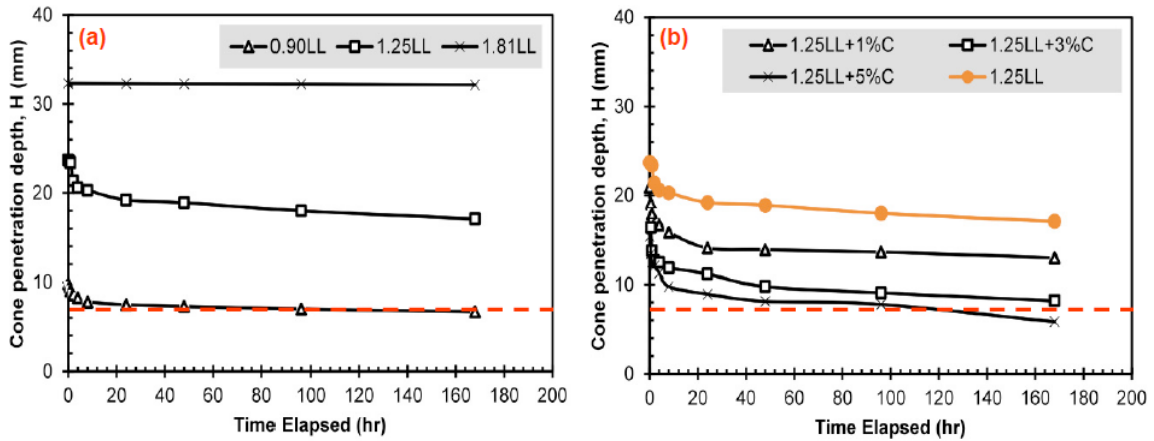 (a)
0.90LL 1.25LL 1.81LL
Cone penetration depth, H (mm)
40
30
20
10
0
0 20 40 60 80 100 120 140 160 180 200
Time Elapsed (hr)
(b)
1.25LL+1%C 1.25LL+3%C
1.25LL+5%C 1.25LL
Cone penetration depth, H (mm)
40
30
20
10
0
0 20 40 60 80 100 120 140 160 180 200
Time Elapsed (hr)